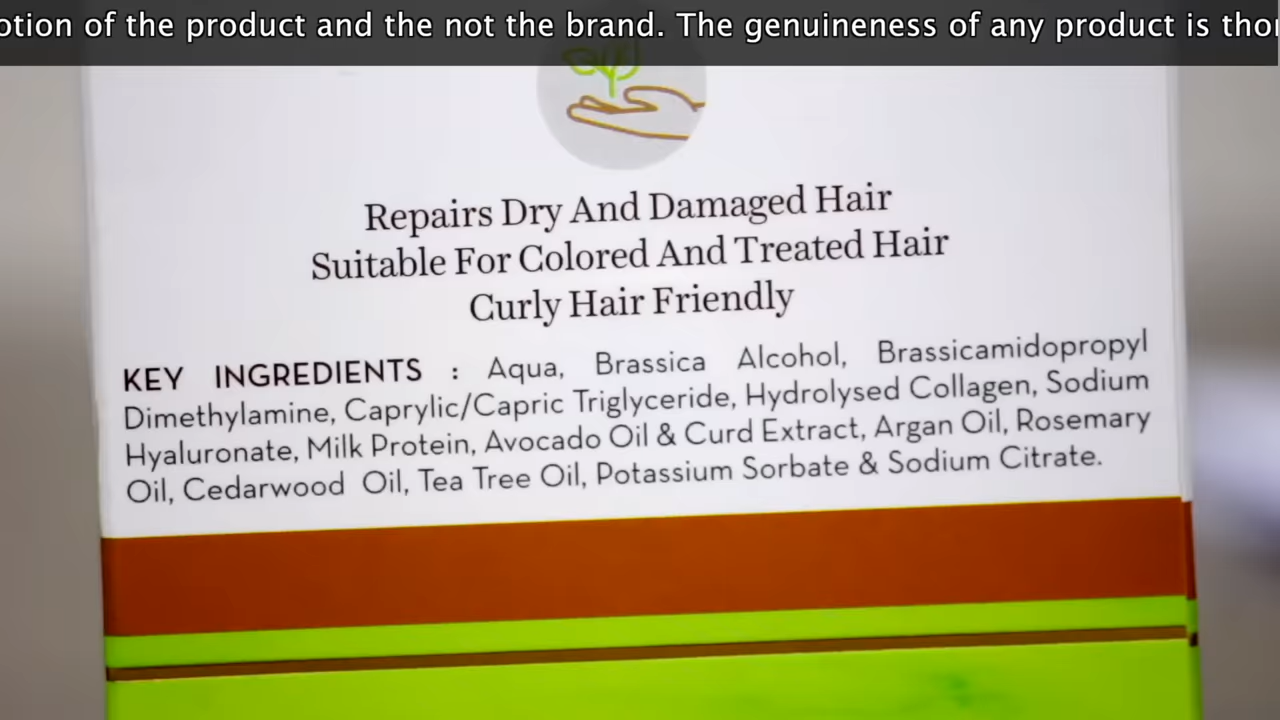 of the product and the not the brand. The genuineness of any product is
Repairs Dry And Damaged Hair
Suitable For Colored And Treated Hair
Curly Hair Friendly
KEY INGREDIENTS : Aqua, Brassica Alcohol, Brassicamidopropyl
Dimethylamine, Caprylic/Capric Triglyceride, Hydrolysed Collagen, Sodium
Hyaluronate, Milk Protein, Avocado Oil & Curd Extract, Argan Oil, Rosemary
Oil, Cedarwood Oil, Tea Tree Oil, Potassium Sorbate & Sodium Citrate.